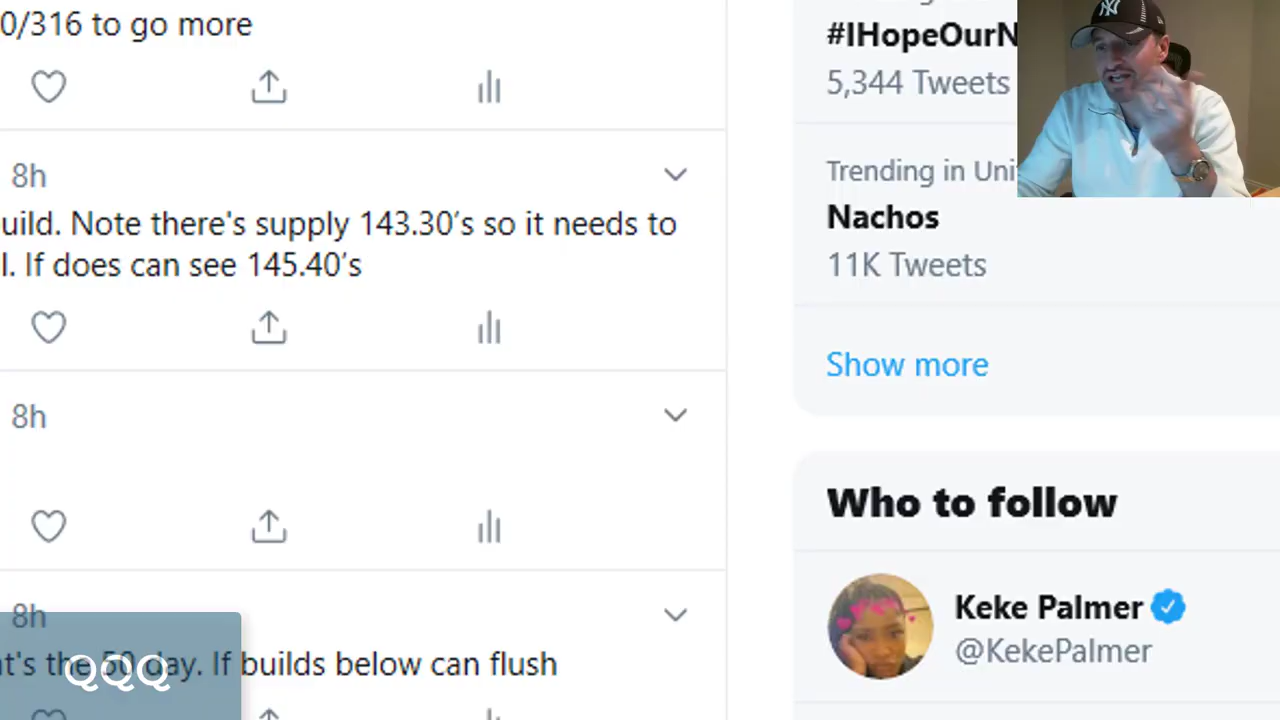 0/316 to go more
8h
uild. Note there's supply 143.30's so it needs to
l. If does can see 145.40's
8h
8h
t's the 50 day. If builds below can flush
QQQ
#IHopeOurN
5,344 Tweets
Trending in Uni
Nachos
11K Tweets
Show more
Who to follow
Keke Palmer
@KekePalmer